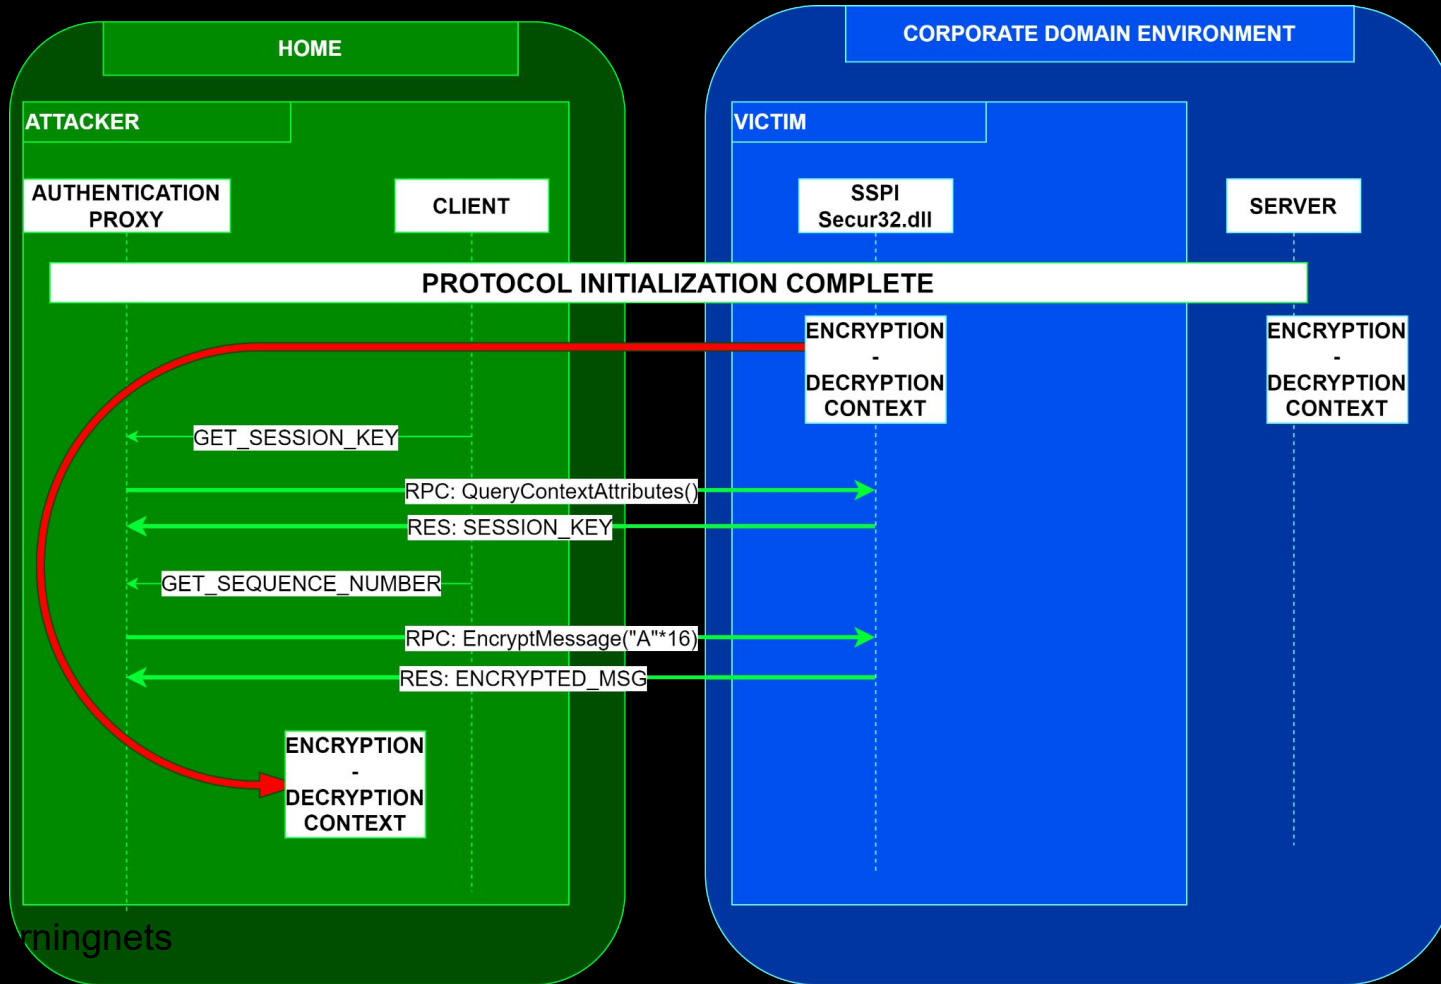 HOME
CORPORATE DOMAIN ENVIRONMENT
ATTACKER
VICTIM
AUTHENTICATION
PROXY
CLIENT
SSPI
Secur32.dll
SERVER
PROTOCOL INITIALIZATION COMPLETE
ENCRYPTION
-
DECRYPTION
CONTEXT
ENCRYPTION
-
DECRYPTION
CONTEXT
GET_SESSION_KEY
RPC: QueryContextAttributes()
RES: SESSION_KEY
GET_SEQUENCE_NUMBER
RPC: EncryptMessage("A"*16)
RES: ENCRYPTED_MSG
ENCRYPTION
-
DECRYPTION
CONTEXT